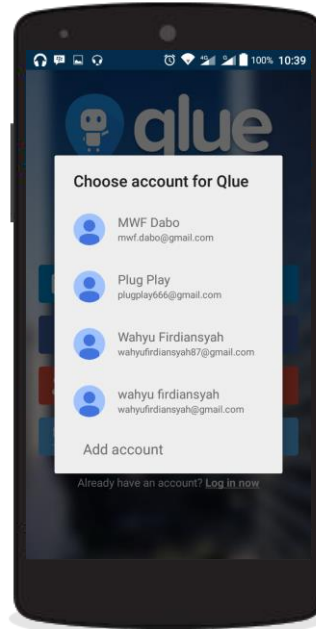 100% 10:39
qlue
Choose account for Qlue
MWF Dabo
mwf.dabo@gmail.com
Plug Play
plugplay666@gmail.com
Wahyu Firdiansyah
wahyufirdiansyah87@gmail.com
wahyu firdiansyah
wahyufirdiansyah@gmail.com
Add account
Already have an account? Log in now